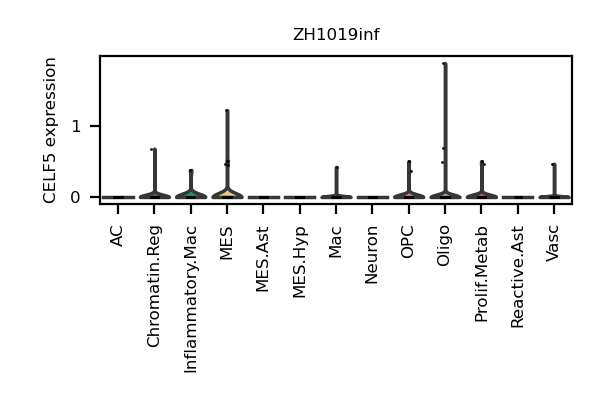 ZH1019inf
CELF5 expression
1
0
AC
Chromatin.Reg
Inflammatory.Mac
MES
MES.Ast
MES.Hyp
Mac
Neuron
OPC
Oligo
Prolif.Metab
Reactive.Ast
Vasc